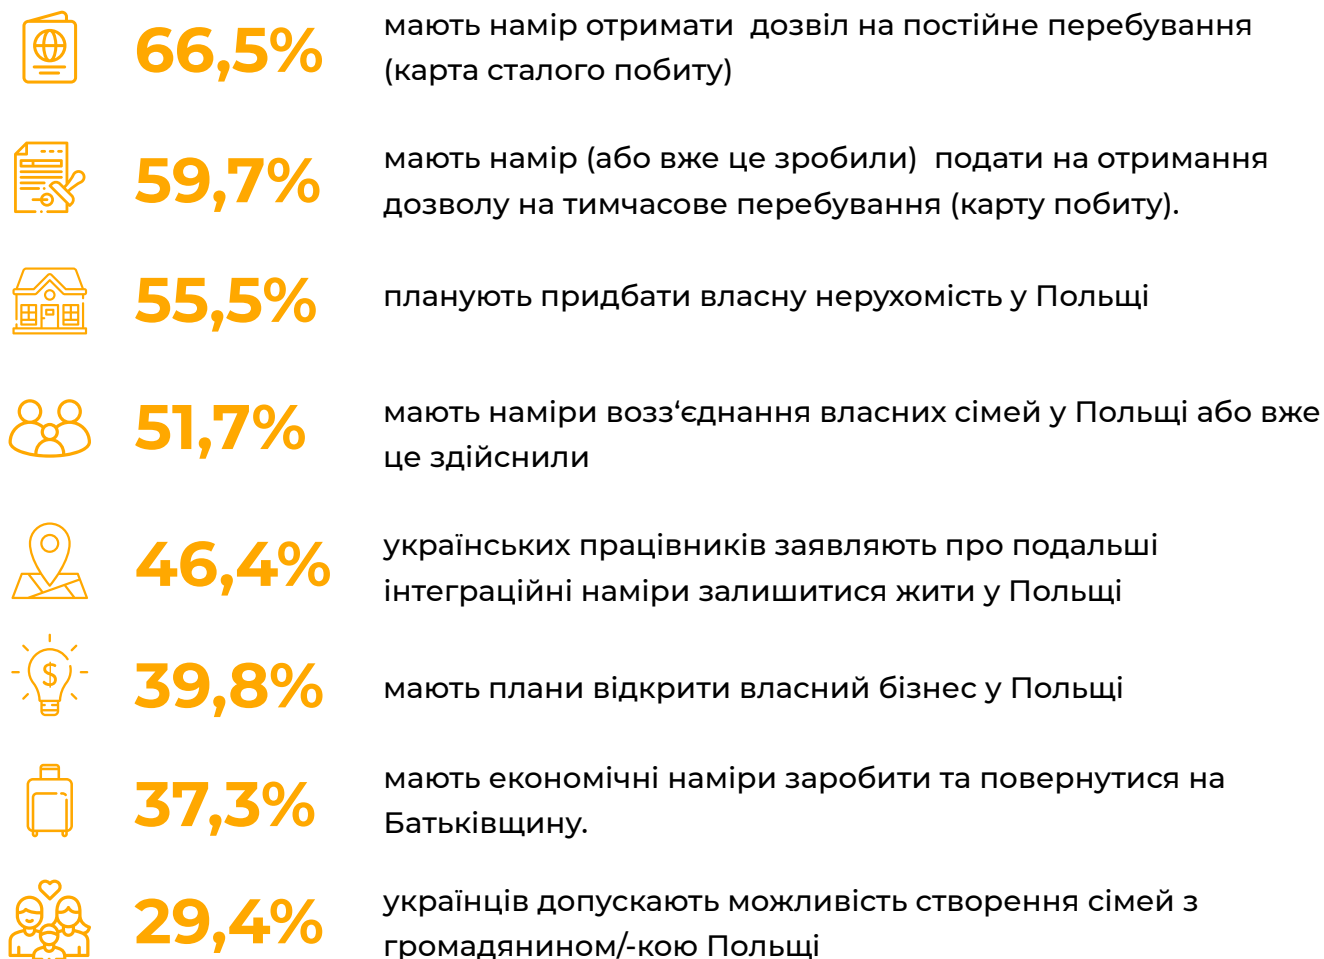 66,5%
мають намір отримати дозвіл на постійне перебування
(карта сталого побиту)
59,7%
мають намір (або вже це зробили) подати на отримання
дозволу на тимчасове перебування (карту побиту).
55,5%
планують придбати власну нерухомість у Польщі
51,7%
мають наміри возз‘єднання власних сімей у Польщі або вже
це здійснили
46,4%
українських працівників заявляють про подальші
інтеграційні наміри залишитися жити у Польщі
$
39,8%
мають плани відкрити власний бізнес у Польщі
37,3%
мають економічні наміри заробити та повернутися на
Батьківщину.
29,4%
українців допускають можливість створення сімей з
громадянином/-кою Польщі